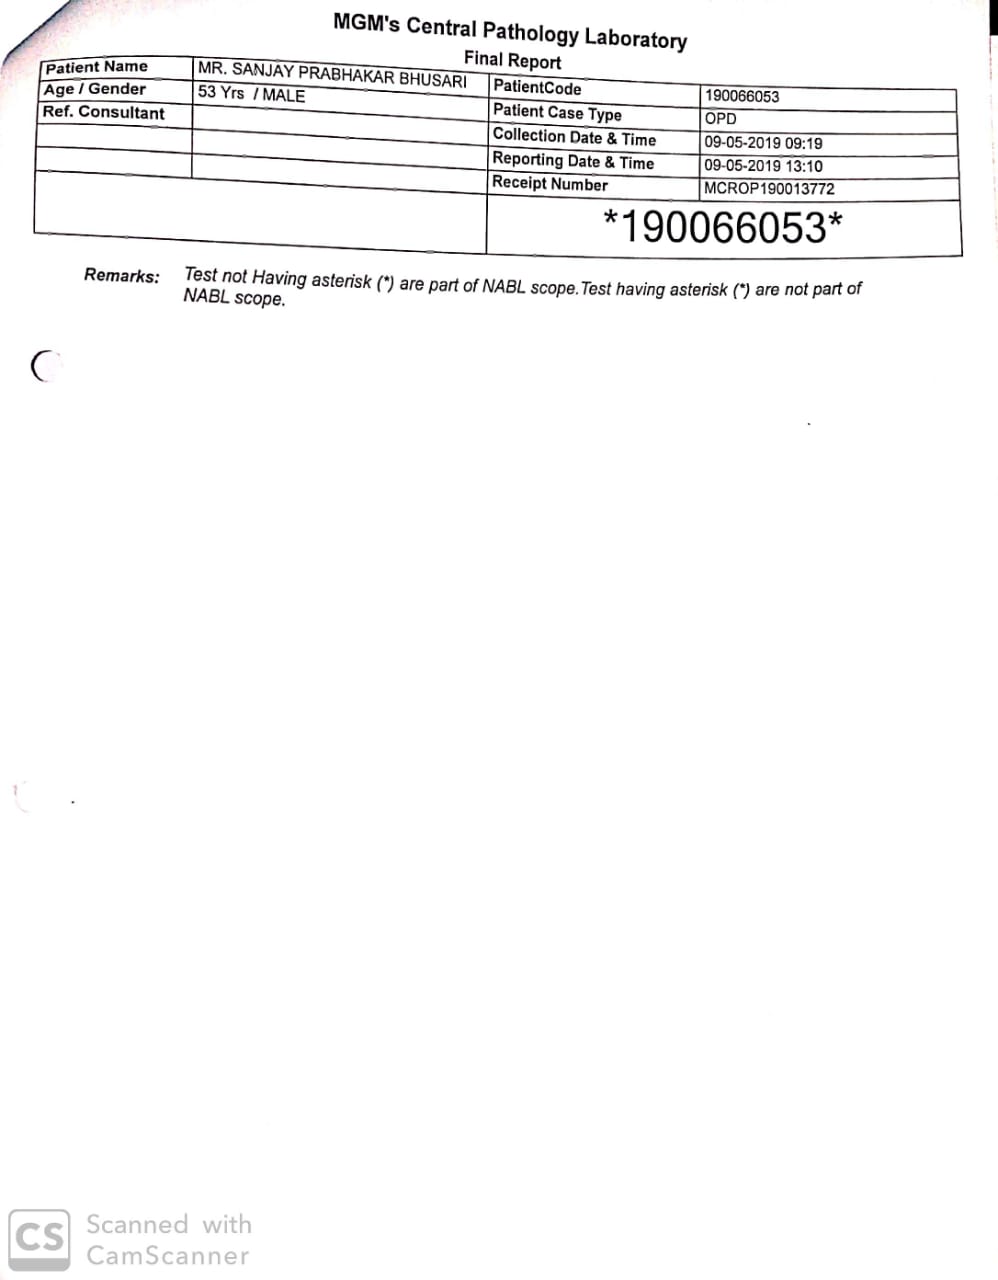 MGM's Central Pathology Laboratory
Final Report
Patient Name MR. SANJAY PRABHAKAR BHUSARI PatientCode 190066053
Age / Gender 53 Yrs / MALE Patient Case Type OPD
Ref. Consultant Collection Date & Time 09-05-2019 09:19
Reporting Date & Time 09-05-2019 13:10
Receipt Number MCROP190013772
*190066053*
Remarks: Test not Having asterisk (*) are part of NABL scope.Test having asterisk (*) are not part of
NABL scope.
CS Scanned with
CamScanner